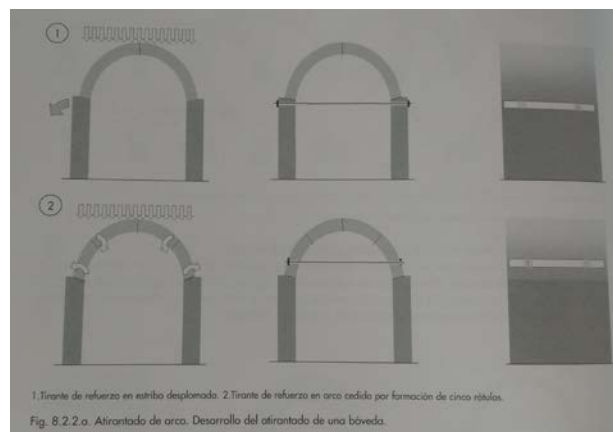 1
2
1.Tirante de refuerzo en estribo desplomado. 2.Tirante de refuerzo en arco cedido por formación de cinco rótulas.
Fig. 8.2.2.a. Atirantado de arco. Desarrollo del atirantado de una bóveda.